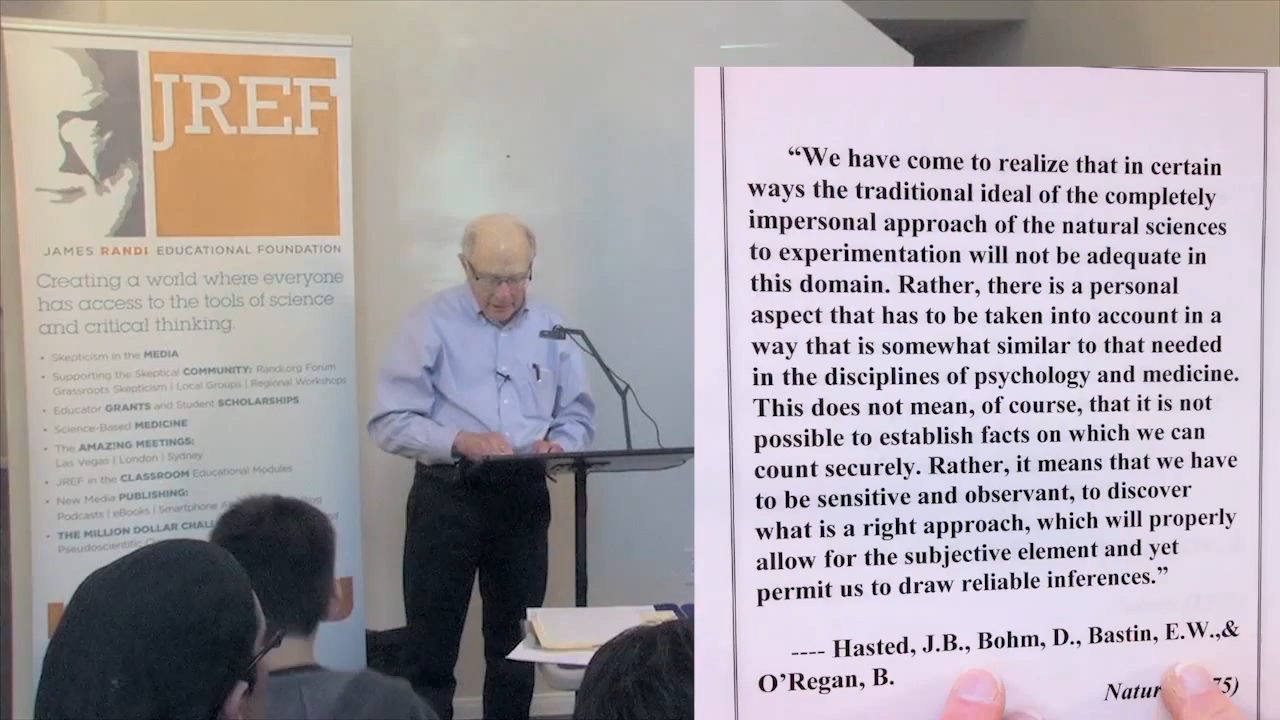 JREF
JAMES RANDI EDUCATIONAL FOUNDATION
Creating a world where everyone
has access to the tools of science
and critical thinking.
• Skepticism in the MEDIA
• Supporting the Skeptical COMMUNITY: Randi.org Forum
Grassroots Skepticism | Local Groups | Regional Workshops
• Educator GRANTS and Student SCHOLARSHIPS
• Science-Based MEDICINE
• The AMAZING MEETINGS:
Las Vegas | London | Sydney
• JREF in the CLASSROOM Educational Modules
• New Media PUBLISHING:
Podcasts | eBooks | Smartphone
• THE MILLION DOLLAR
“We have come to realize that in certain
ways the traditional ideal of the completely
impersonal approach of the natural sciences
to experimentation will not be adequate in
this domain. Rather, there is a personal
aspect that has to be taken into account in a
way that is somewhat similar to that needed
in the disciplines of psychology and medicine.
This does not mean, of course, that it is not
possible to establish facts on which we can
count securely. Rather, it means that we have
to be sensitive and observant, to discover
what is a right approach, which will properly
allow for the subjective element and yet
permit us to draw reliable inferences.”
---- Hasted, J.B., Bohm, D., Bastin, E.W.,&
O’Regan, B.